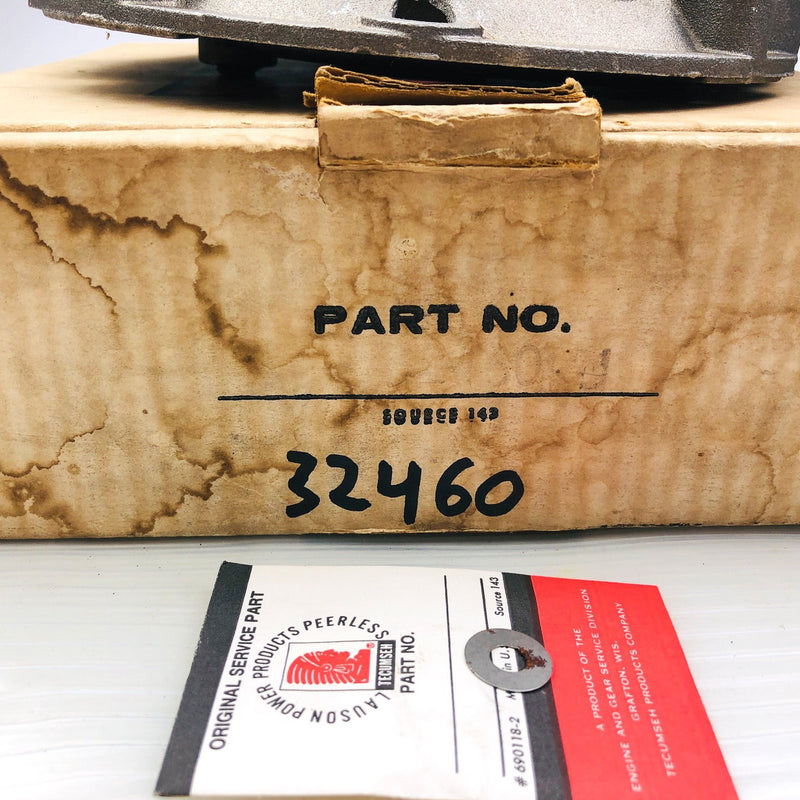 PART NO.
SOURCE 143
32460
ORIGINAL SERVICE PART
LAUSON POWER PRODUCTS PEERLESS
TECUMSEH
PART NO.
# 690118-2
in U.
Source 143
A PRODUCT OF THE
ENGINE AND GEAR SERVICE DIVISION
GRAFTON, WIS.
TECUMSEH PRODUCTS COMPANY